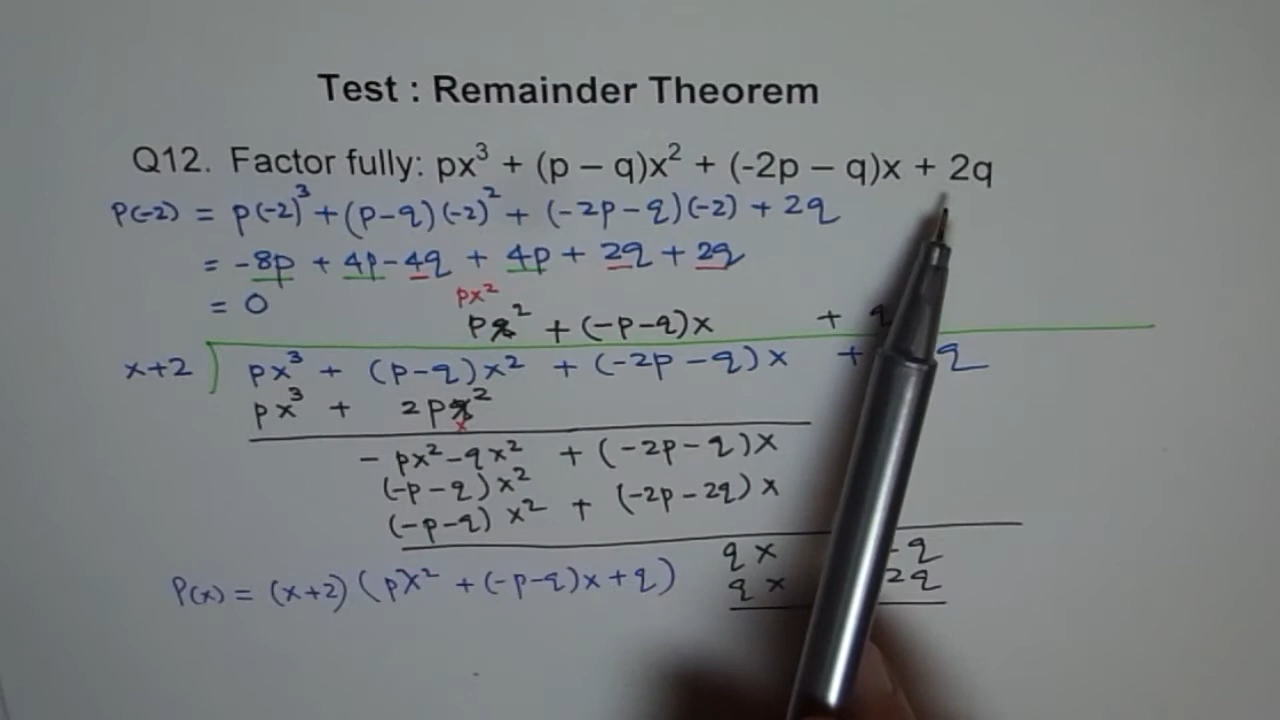 Test : Remainder Theorem
Q12. Factor fully: px³ + (p – q)x² + (-2p – q)x + 2q
P(-2) = p(-2)³ + (p-q)(-2)² + (-2p-q)(-2) + 2q
= -8p + 4p - 4q + 4p + 2q + 2q
= 0
px²
px² + (-p-q)x +
x+2 px³ + (p-q)x² + (-2p-q)x + q
px³ + 2px²
x
- px² - qx² + (-2p-q)x
(-p-q)x²
(-p-q)x² + (-2p-2q)x
qx q
qx 2q
P(x) = (x+2)(px² + (-p-q)x + q)